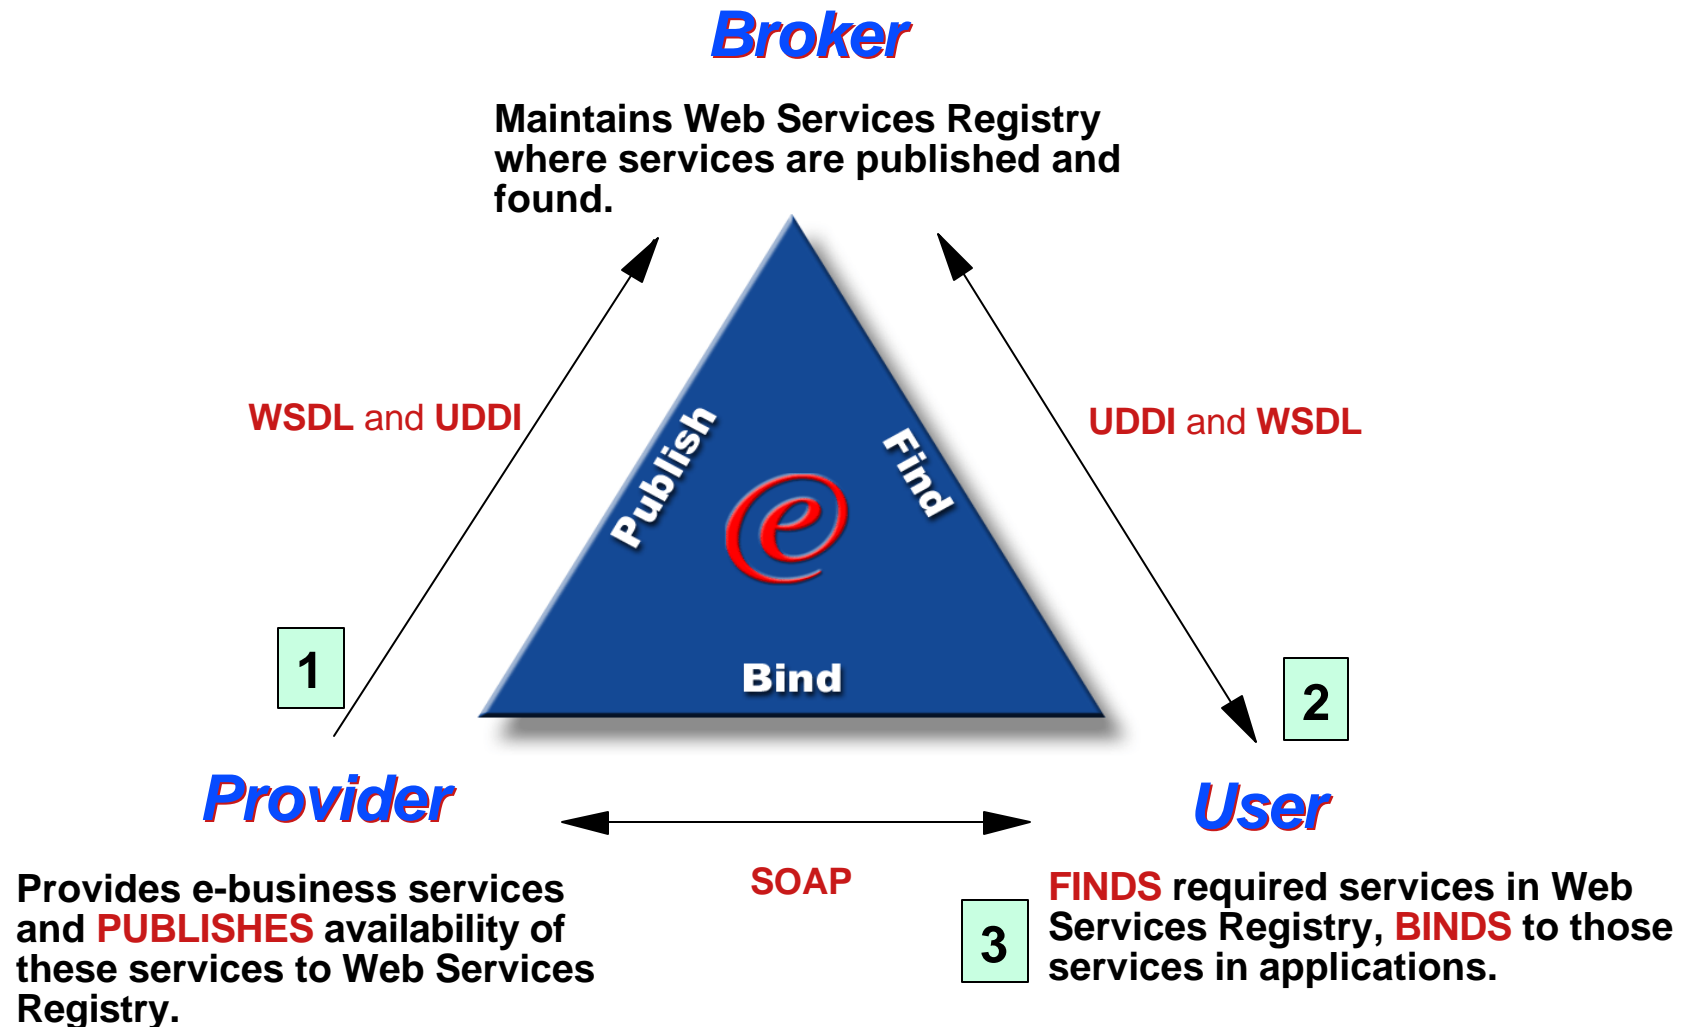 Broker
Maintains Web Services Registry
where services are published and
found.
WSDL and UDDI
UDDI and WSDL
Publish
Find
e
Bind
1
2
Provider
User
SOAP
Provides e-business services
and PUBLISHES availability of
these services to Web Services
Registry.
3
FINDS required services in Web
Services Registry, BINDS to those
services in applications.